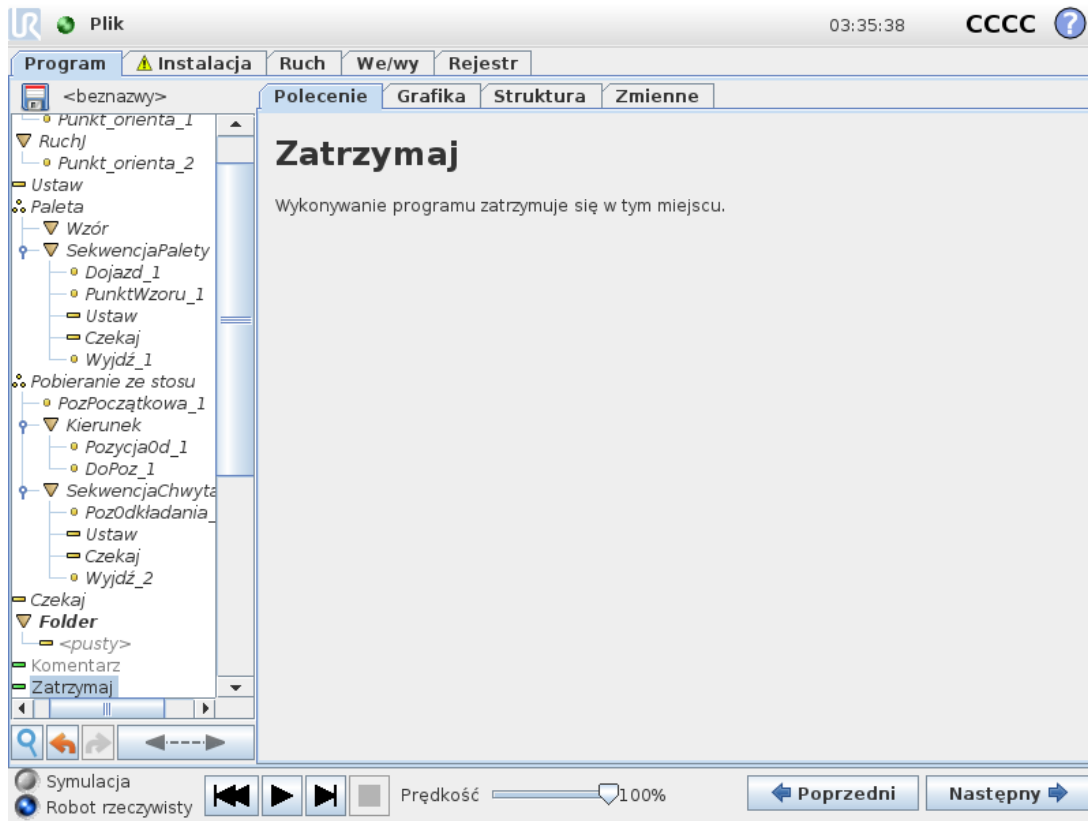 UR
Plik
03:35:38
CCCC
?
Program
Instalacja
Ruch
We/wy
Rejestr
<beznazwy>
Polecenie
Grafika
Struktura
Zmienne
Punkt_orienta_1
RuchJ
Punkt_orienta_2
Ustaw
Paleta
Wzór
SekwencjaPalety
Dojazd_1
PunktWzoru_1
Ustaw
Czekaj
Wyjdź_1
Pobieranie ze stosu
PozPoczątkowa_1
Kierunek
PozycjaOd_1
DoPoz_1
SekwencjaChwyta
PozOdkładania_
Ustaw
Czekaj
Wyjdź_2
Czekaj
Folder
<pusty>
Komentarz
Zatrzymaj
Zatrzymaj
Wykonywanie programu zatrzymuje się w tym miejscu.
Symulacja
Robot rzeczywisty
Prędkość
100%
Poprzedni
Następny